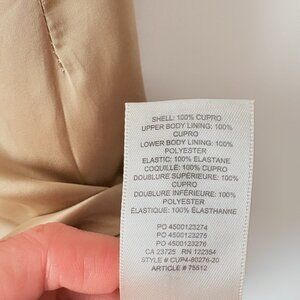 SHELL: 100% CUPRO
UPPER BODY LINING: 100%
CUPRO
LOWER BODY LINING: 100%
POLYESTER
ELASTIC: 100% ELASTANE
COQUILLE: 100% CUPRO
DOUBLURE SUPÉRIEURE: 100%
CUPRO
DOUBLURE INFÉRIEURE: 100%
POLYESTER
ÉLASTIQUE: 100% ÉLASTHANNE
PO 4500123274
PO 4500123275
PO 4500123276
CA 23725 RN 122354
STYLE # CUP4-80276-20
ARTICLE # 75512